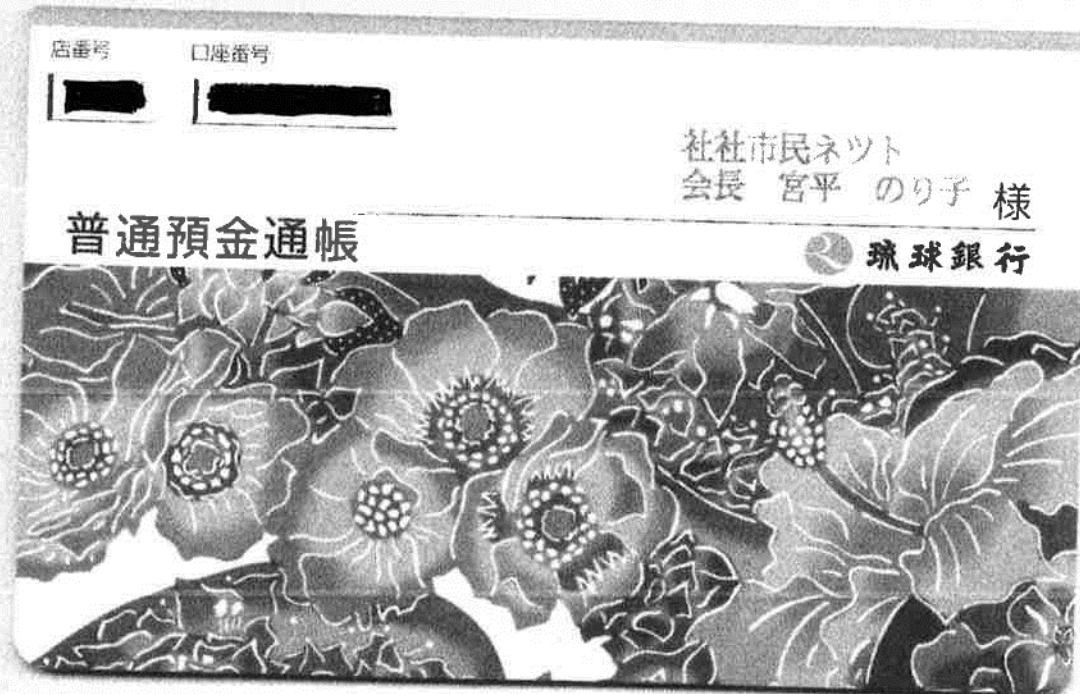 店番号 口座番号
社社市民ネツト
会長 宮平 のり子 様
普通預金通帳
琉球銀行